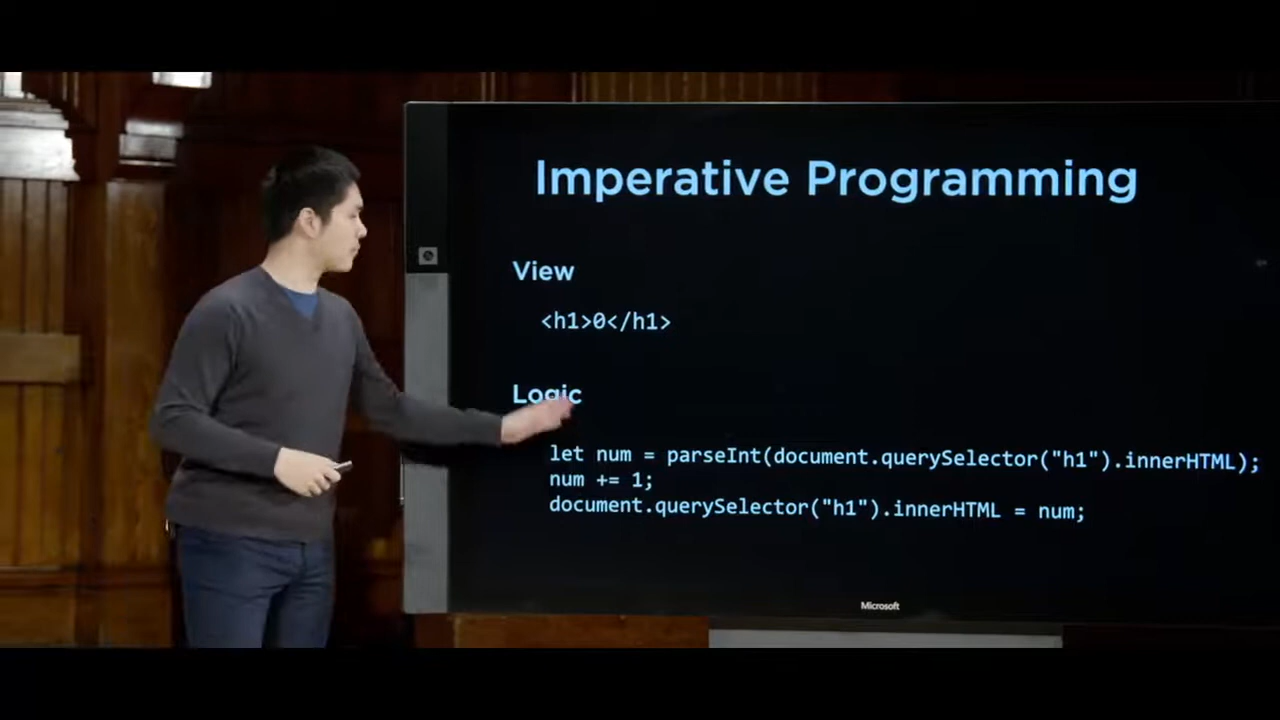 Imperative Programming
View
<h1>0</h1>
Logic
let num = parseInt(document.querySelector("h1").innerHTML);
num += 1;
document.querySelector("h1").innerHTML = num;
Microsoft